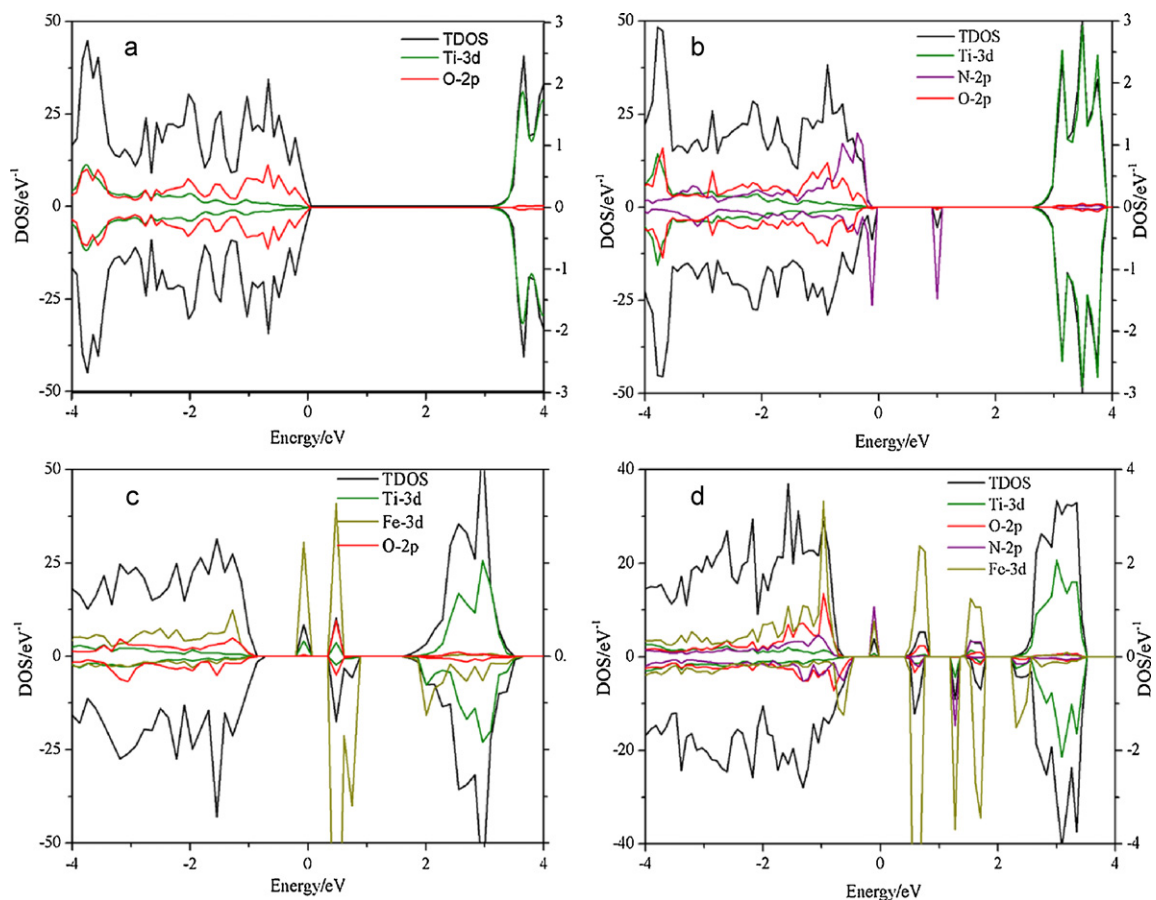 a
TDOS
Ti-3d
O-2p
50
25
0
-25
-50
3
2
1
0
-1
-2
-3
DOS/eV⁻¹
DOS/eV⁻¹
-4
-2
0
2
4
Energy/eV
b
TDOS
Ti-3d
N-2p
O-2p
50
25
0
-25
-50
3
2
1
0
-1
-2
-3
DOS/eV⁻¹
-4
-2
0
2
4
Energy/eV
c
TDOS
Ti-3d
Fe-3d
O-2p
50
25
0
-25
-50
0
DOS/eV⁻¹
-4
-2
0
2
4
Energy/eV
d
TDOS
Ti-3d
O-2p
N-2p
Fe-3d
40
20
0
-20
-40
4
2
0
-2
-4
DOS/eV⁻¹
DOS/eV⁻¹
-4
-2
0
2
4
Energy/eV